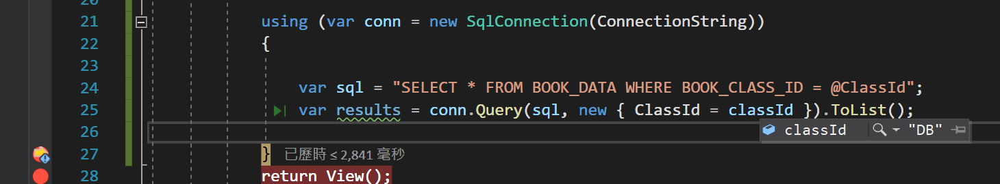 20
21 using (var conn = new SqlConnection(ConnectionString))
22 {
23
24 var sql = "SELECT * FROM BOOK_DATA WHERE BOOK_CLASS_ID = @ClassId";
25 var results = conn.Query(sql, new { ClassId = classId }).ToList();
26 classId "DB"
27 } 已歷時 ≤ 2,841 毫秒
28 return View();